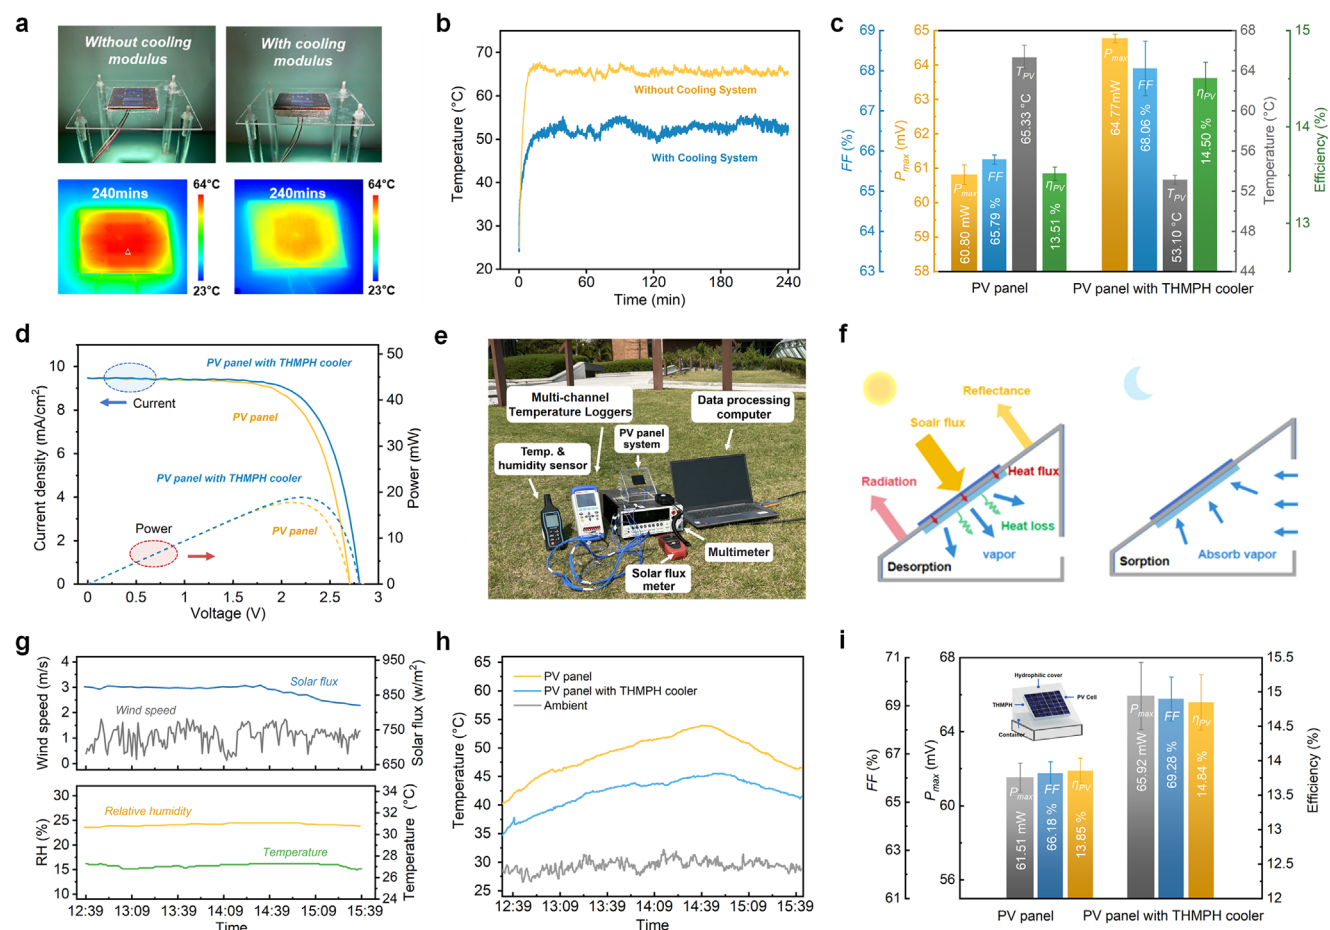 a
Without cooling
modulus
With cooling
modulus
240mins
64°C
23°C
240mins
64°C
23°C
b
Temperature (°C)
70
60
50
40
30
20
Without Cooling System
With Cooling System
0
60
120
180
240
Time (min)
c
FF (%)
69
68
67
66
65
64
63
Pmax (mV)
65
64
63
62
61
60
59
58
Pmax
60.80 mW
FF
65.79 %
TPV
65.33 °C
ηPV
13.51 %
Pmax
64.77mW
FF
68.06 %
TPV
53.10 °C
ηPV
14.50 %
68
64
60
56
52
48
44
Temperature (°C)
15
14
13
Efficiency (%)
PV panel
PV panel with THMPH cooler
d
Current density (mA/cm2)
10
8
6
4
2
0
PV panel with THMPH cooler
Current
PV panel
PV panel with THMPH cooler
Power
PV panel
50
40
30
20
10
0
Power (mW)
0
0.5
1
1.5
2
2.5
3
Voltage (V)
e
Multi-channel
Temperature Loggers
Data processing
computer
PV panel
system
Temp. &
humidity sensor
Multimeter
Solar flux
meter
f
Reflectance
Soalr flux
Radiation
Heat flux
Heat loss
vapor
Desorption
Sorption
Absorb vapor
g
Wind speed (m/s)
4
3
2
1
0
Solar flux
Wind speed
950
850
750
650
Solar flux (w/m2)
RH (%)
30
25
20
15
10
Relative humidity
Temperature
34
32
30
28
26
24
Temperature (°C)
12:39
13:09
13:39
14:09
14:39
15:09
15:39
Time
h
Temperature (°C)
65
60
55
50
45
40
35
30
25
PV panel
PV panel with THMPH cooler
Ambient
12:39
13:09
13:39
14:09
14:39
15:09
15:39
Time
i
FF (%)
71
66
61
Pmax (mV)
68
64
60
56
Hydrophilic cover
THMPH
PV Cell
Container
Pmax
61.51 mW
FF
66.18 %
ηPV
13.85 %
Pmax
65.92 mW
FF
69.28 %
ηPV
14.84 %
15.5
15
14.5
14
13.5
13
12.5
12
Efficiency (%)
PV panel
PV panel with THMPH cooler